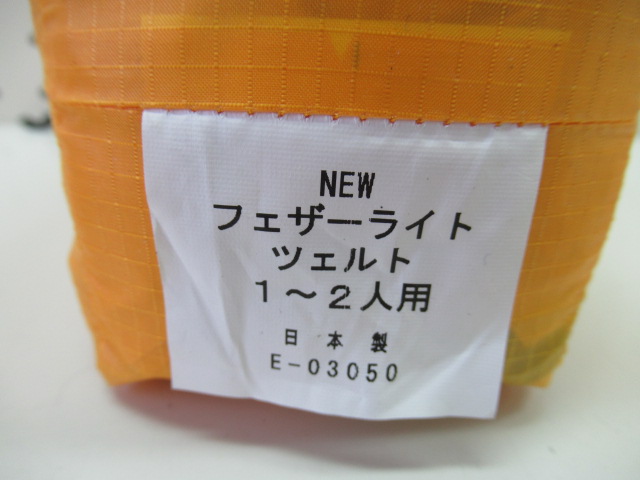 NEW
フェザーライト
ツェルト
1～2人用
日本製
E-03050